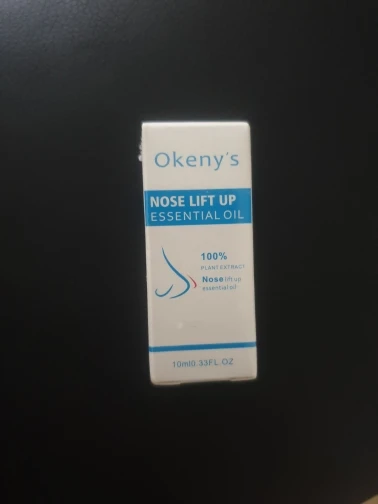 Okeny's
NOSE LIFT UP
ESSENTIAL OIL
100%
PLANT EXTRACT
Nose lift up
essential oil
10ml0.33FL.OZ